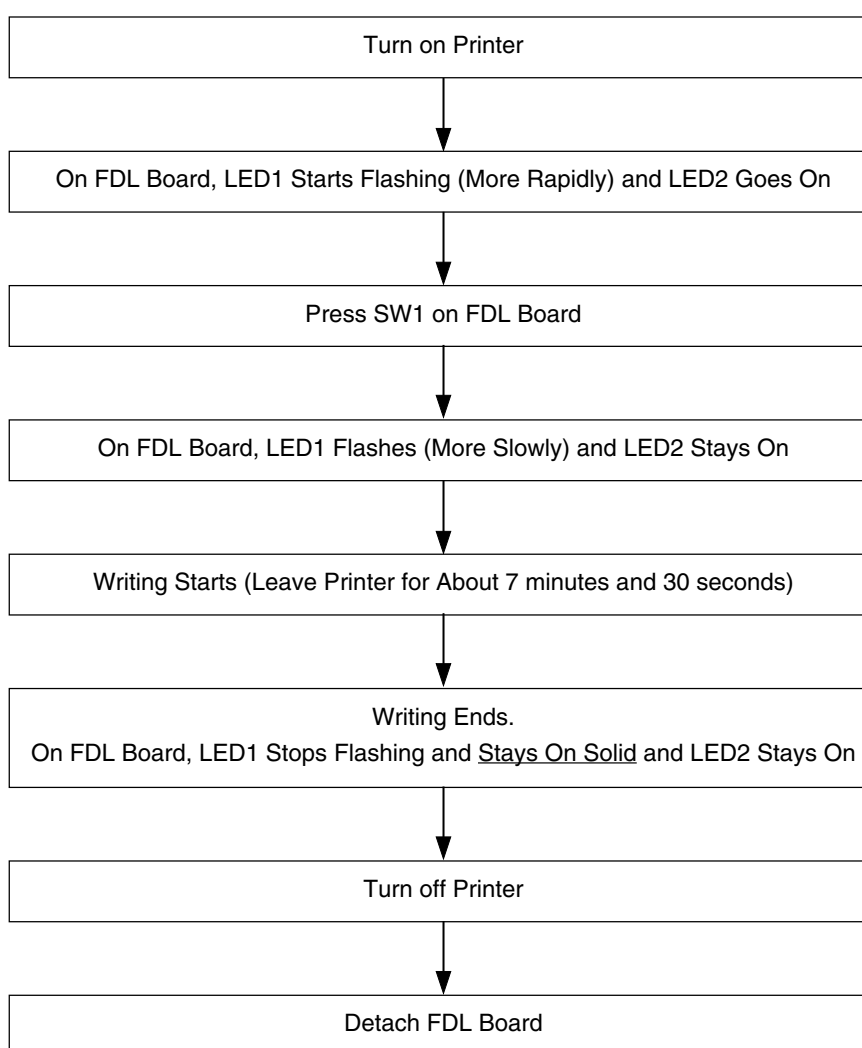 Turn on Printer
On FDL Board, LED1 Starts Flashing (More Rapidly) and LED2 Goes On
Press SW1 on FDL Board
On FDL Board, LED1 Flashes (More Slowly) and LED2 Stays On
Writing Starts (Leave Printer for About 7 minutes and 30 seconds)
Writing Ends.
On FDL Board, LED1 Stops Flashing and Stays On Solid and LED2 Stays On
Turn off Printer
Detach FDL Board